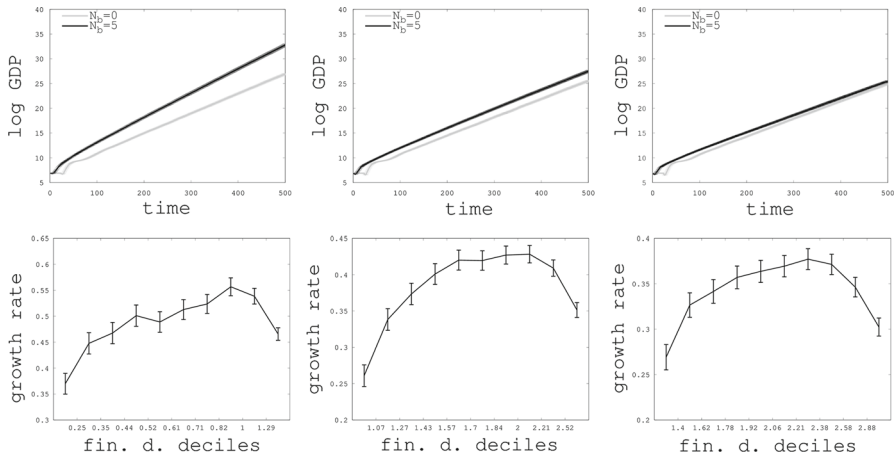 40
35
30
25
20
15
10
5
N_b=0
N_b=5
log GDP
0 100 200 300 400 500
time
40
35
30
25
20
15
10
5
N_b=0
N_b=5
log GDP
0 100 200 300 400 500
time
40
35
30
25
20
15
10
5
N_b=0
N_b=5
log GDP
0 100 200 300 400 500
time
0.65
0.6
0.55
0.5
0.45
0.4
0.35
0.3
growth rate
0.25 0.35 0.44 0.52 0.61 0.71 0.82 1 1.29
fin. d. deciles
0.45
0.4
0.35
0.3
0.25
0.2
growth rate
1.07 1.27 1.43 1.57 1.7 1.84 2 2.21 2.52
fin. d. deciles
0.4
0.35
0.3
0.25
0.2
growth rate
1.4 1.62 1.78 1.92 2.06 2.21 2.38 2.58 2.88
fin. d. deciles